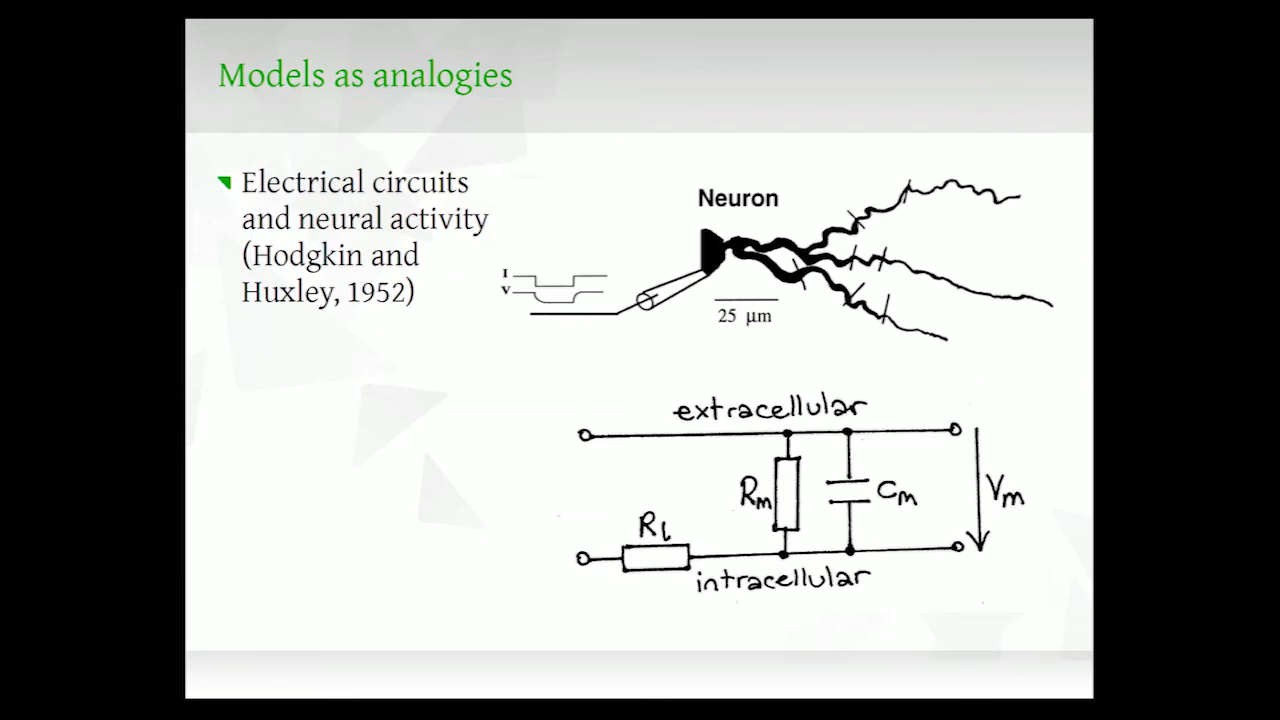 Models as analogies
Electrical circuits
and neural activity
(Hodgkin and
Huxley, 1952)
Neuron
I
V
25 μm
extracellular
Rm
Cm
Vm
Rl
intracellular